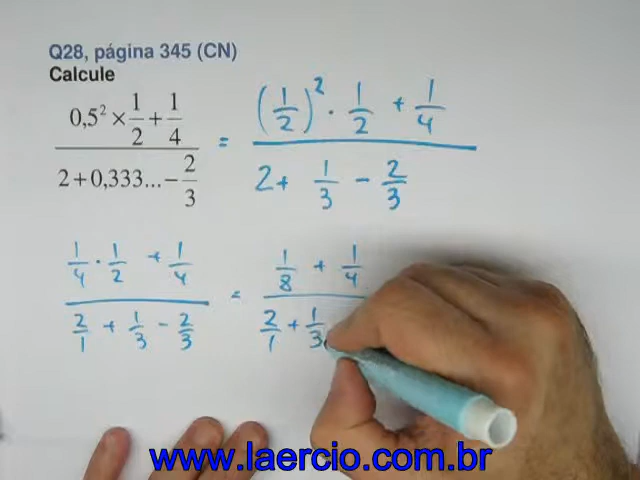 Q28, página 345 (CN)
Calcule
0,5² × 1/2 + 1/4 = (1/2)² · 1/2 + 1/4
2 + 0,333... − 2/3   2 + 1/3 − 2/3
1/4 · 1/2 + 1/4 = 1/8 + 1/4
2/1 + 1/3 − 2/3   2/1 + 1/3
www.laercio.com.br